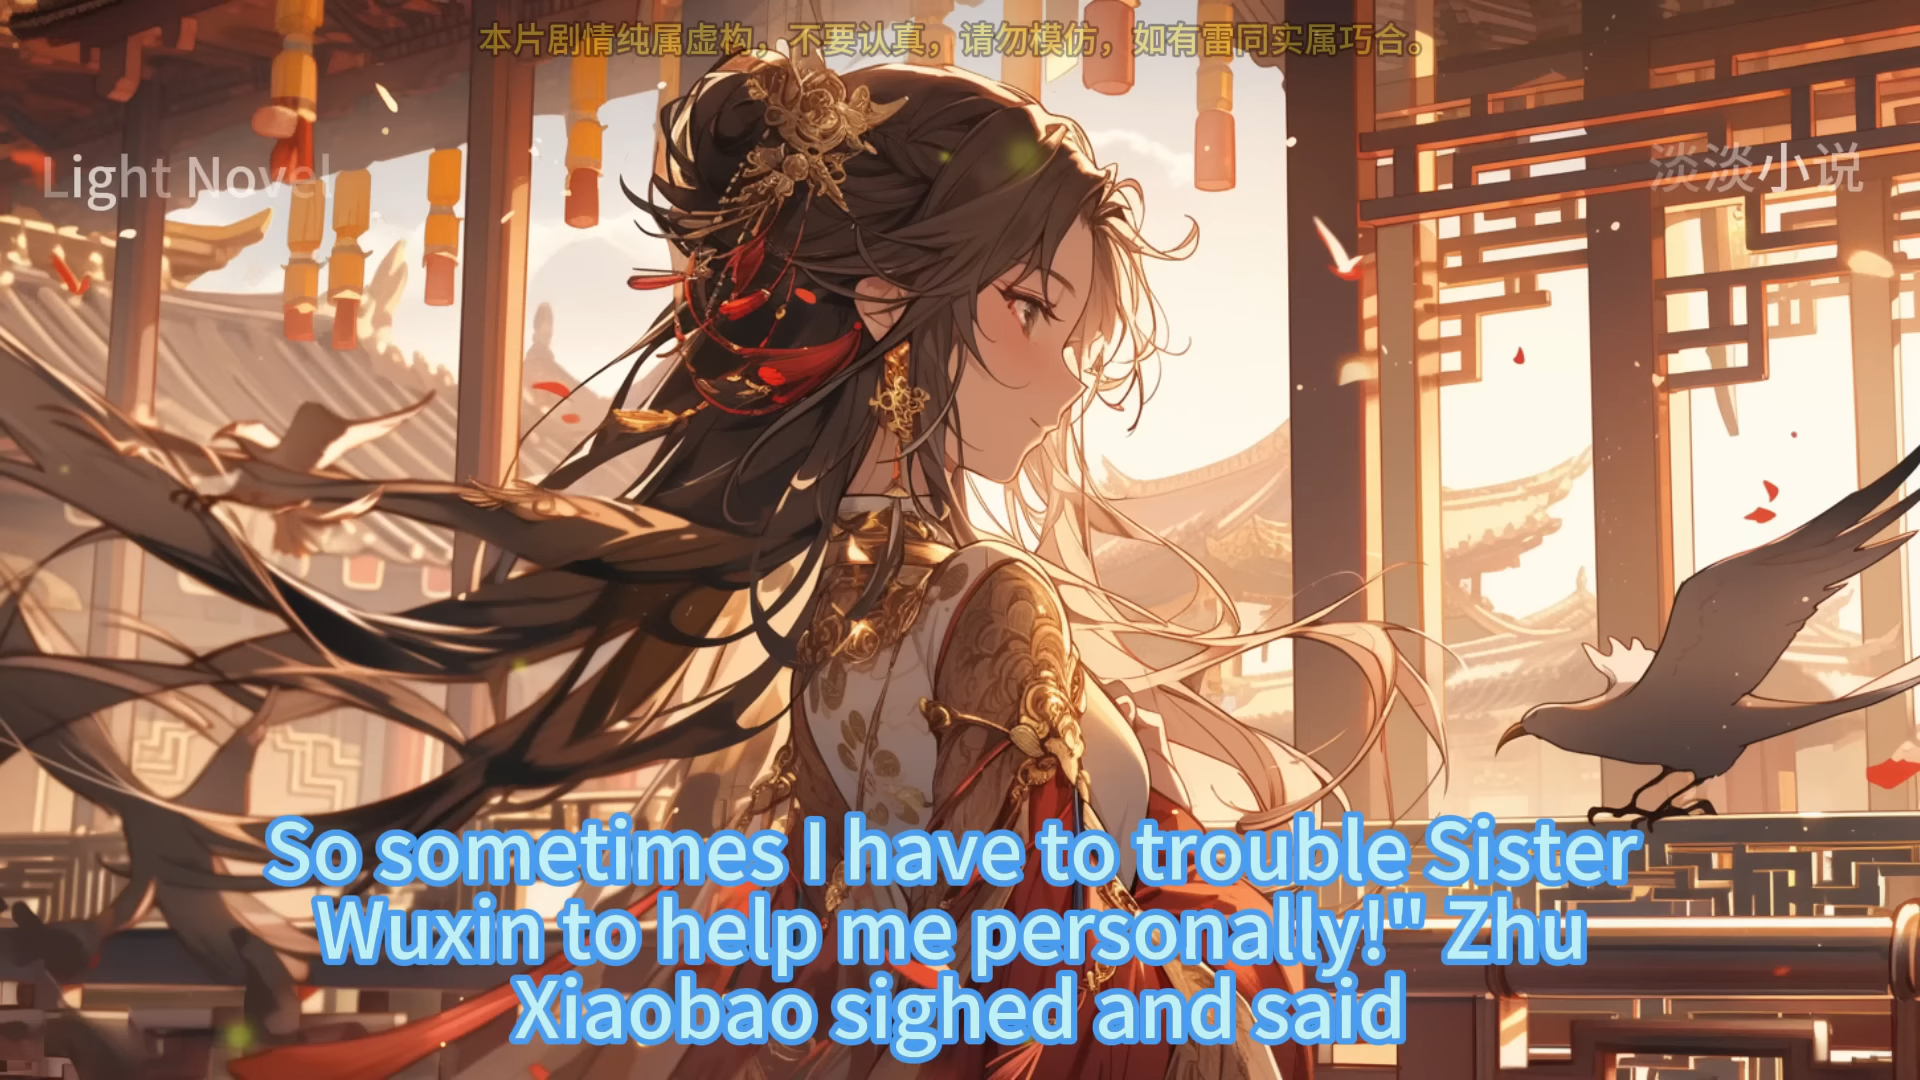 本片剧情纯属虚构，不要认真，请勿模仿，如有雷同实属巧合。
Light Novel
淡淡小说
So sometimes I have to trouble Sister
Wuxin to help me personally!" Zhu
Xiaobao sighed and said